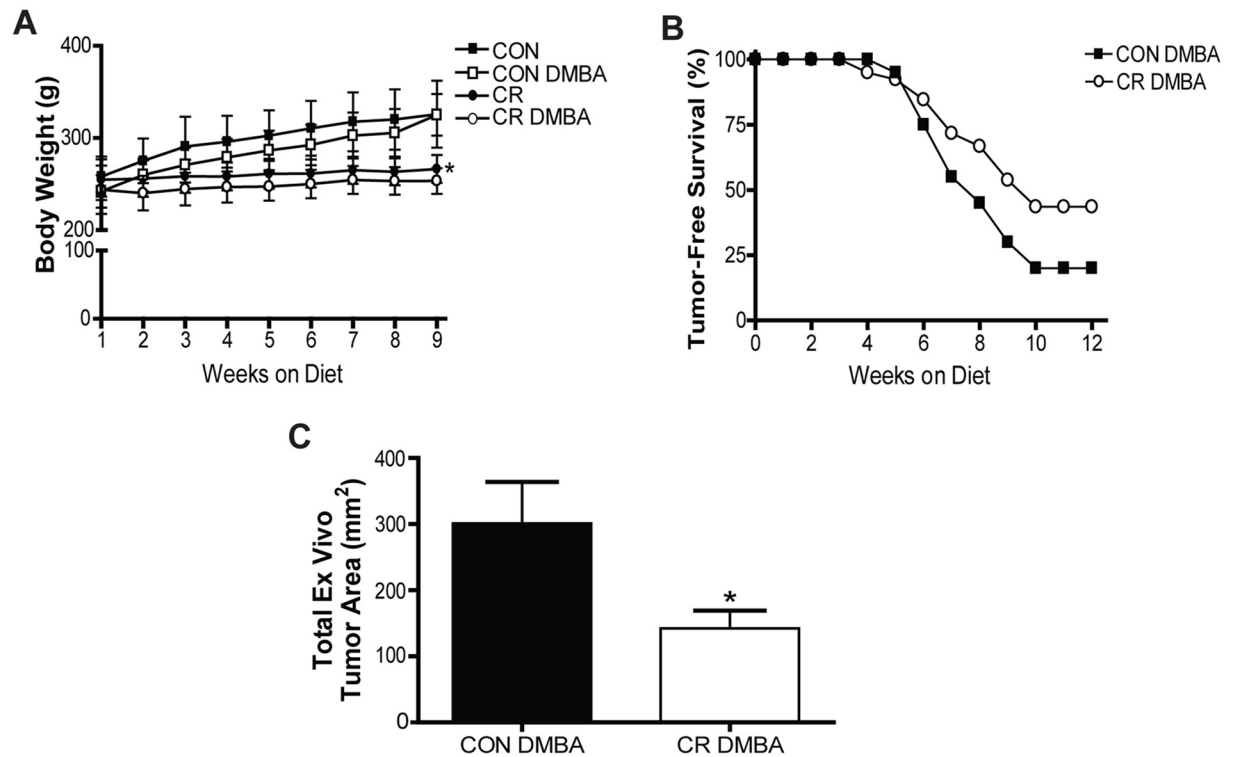 A
Body Weight (g)
400
300
200
100
0
1 2 3 4 5 6 7 8 9
Weeks on Diet
CON
CON DMBA
CR
CR DMBA
*
B
Tumor-Free Survival (%)
100
75
50
25
0
0 2 4 6 8 10 12
Weeks on Diet
CON DMBA
CR DMBA
C
Total Ex Vivo
Tumor Area (mm²)
400
300
200
100
0
*
CON DMBA CR DMBA